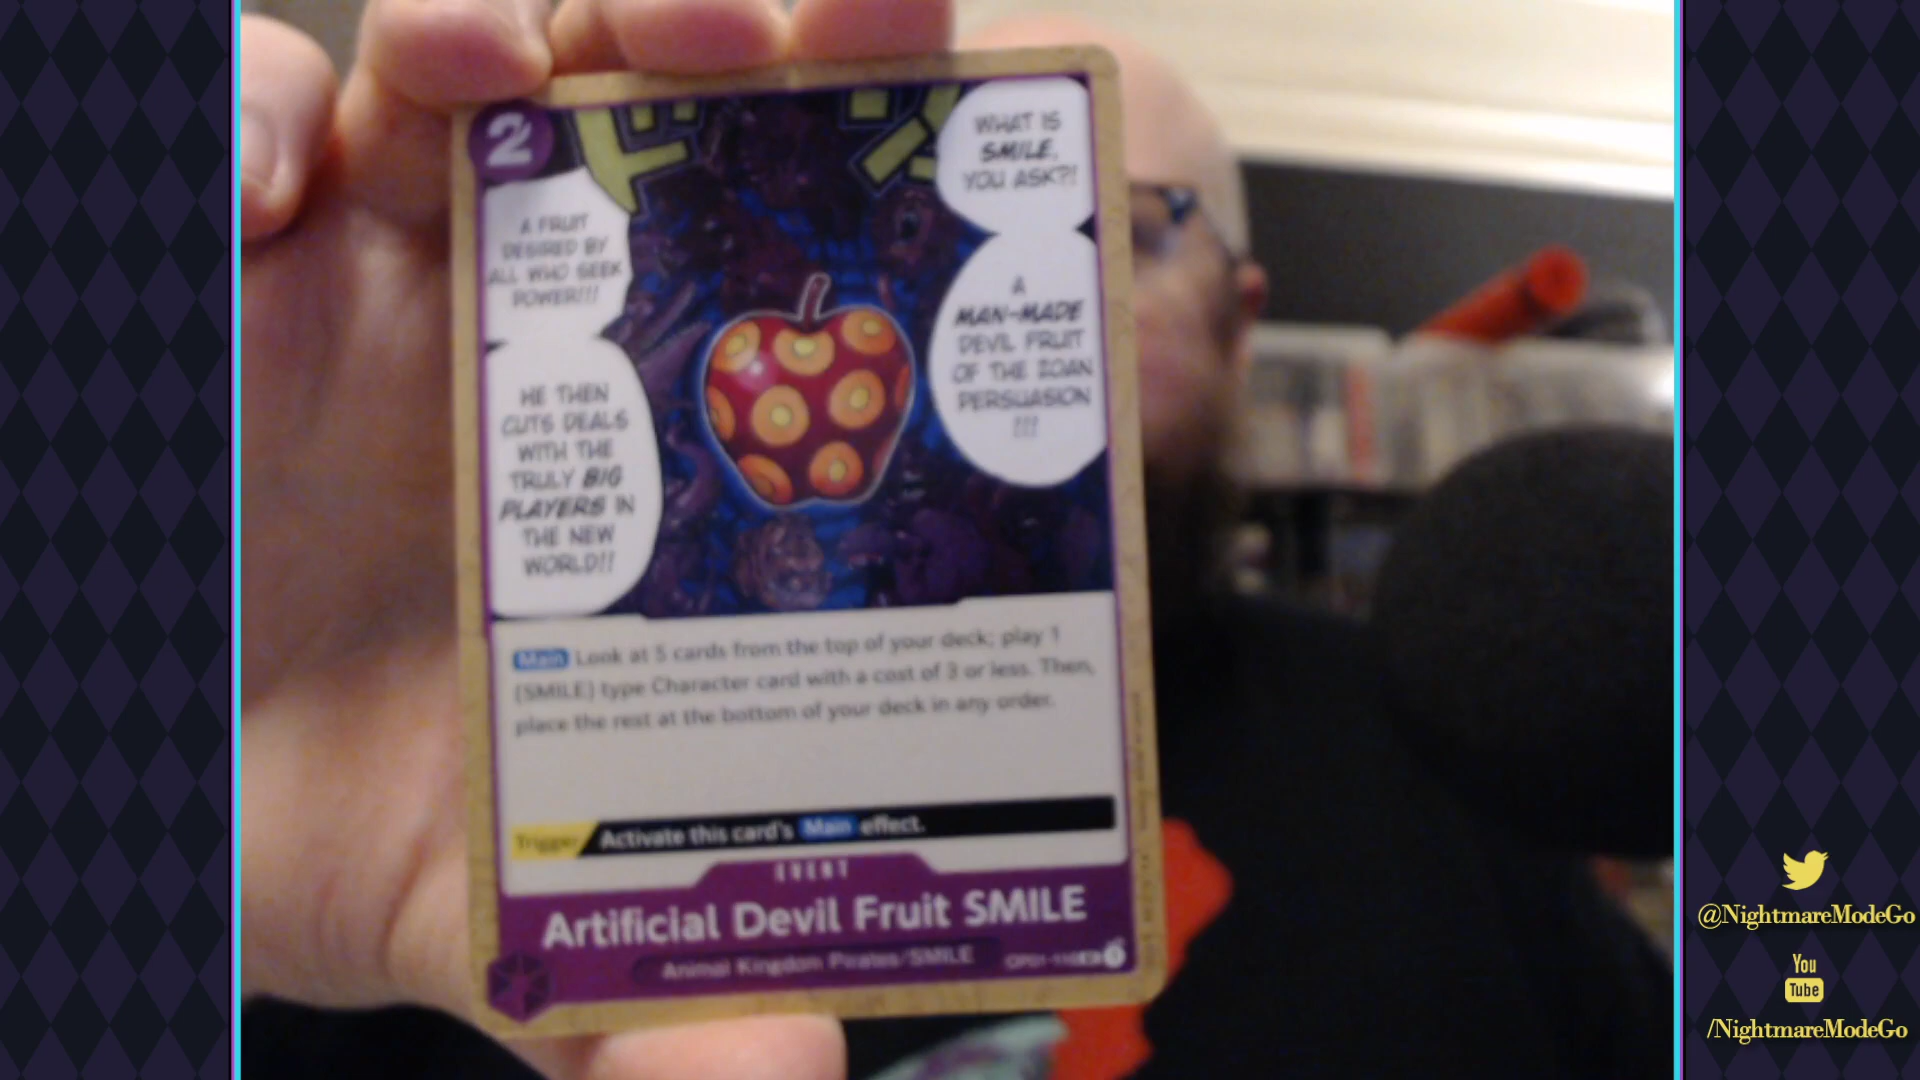 2
WHAT IS
SMILE,
YOU ASK?!
A
MAN-MADE
DEVIL FRUIT
OF THE ZOAN
PERSUASION
!!!
A FRUIT
DESIRED BY
ALL WHO SEEK
POWER!!!
HE THEN
CUTS DEALS
WITH THE
TRULY BIG
PLAYERS IN
THE NEW
WORLD!!
ドン
Main Look at 5 cards from the top of your deck; play 1
{SMILE} type Character card with a cost of 3 or less. Then,
place the rest at the bottom of your deck in any order.
Trigger Activate this card's Main effect.
EVENT
Artificial Devil Fruit SMILE
Animal Kingdom Pirates/SMILE
@NightmareModeGo
You
Tube
/NightmareModeGo